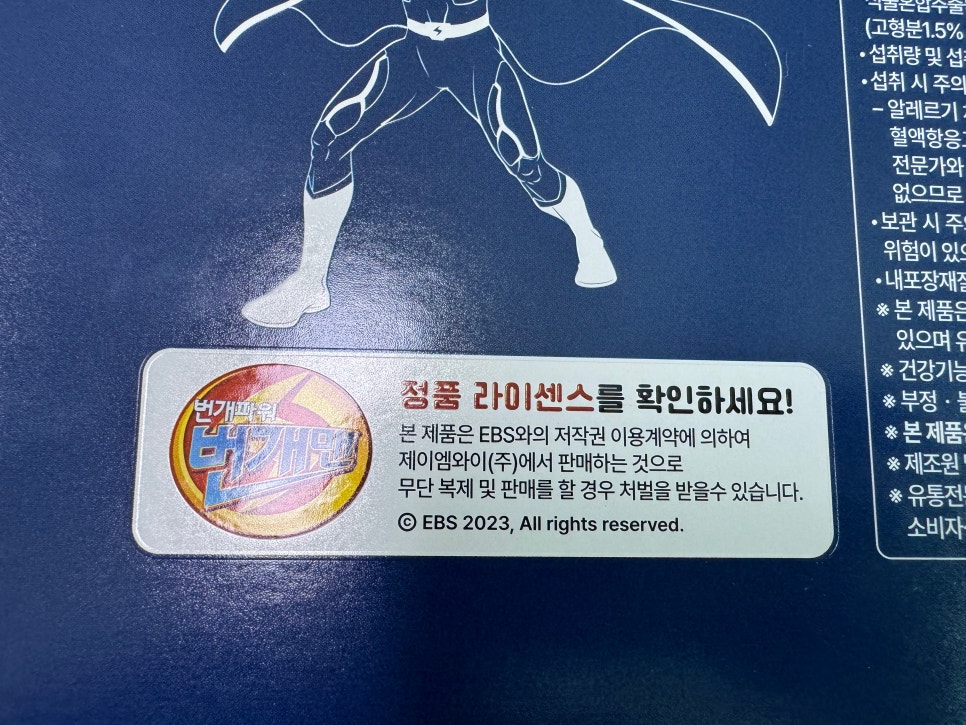 번개파워
번개맨
정품 라이센스를 확인하세요!
본 제품은 EBS와의 저작권 이용계약에 의하여
제이엠와이(주)에서 판매하는 것으로
무단 복제 및 판매를 할 경우 처벌을 받을수 있습니다.
© EBS 2023, All rights reserved.
(고형분1.5%
• 섭취량 및
• 섭취 시 주의
– 알레르기
혈액항응고
전문가와
없으므로
• 보관 시
위험이
• 내포장재질
※ 본 제품은
있으며
※ 건강기능
※ 부정 ·
※ 본 제품은
※ 제조원
※ 유통전
소비자